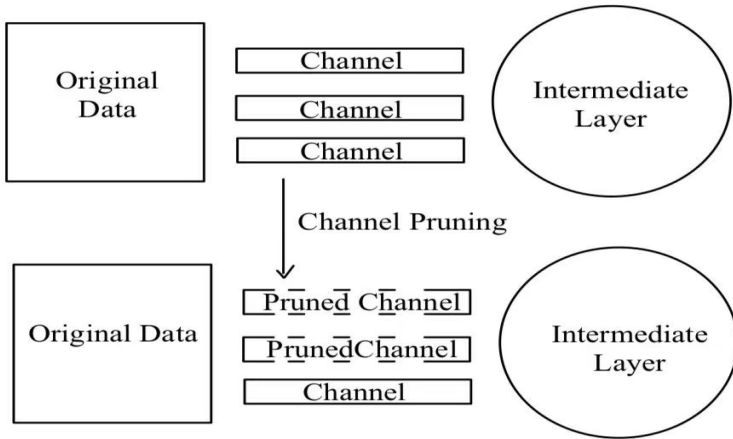 Original
Data
Channel
Channel
Channel
Intermediate
Layer
Channel Pruning
Original Data
Pruned Channel
PrunedChannel
Channel
Intermediate
Layer